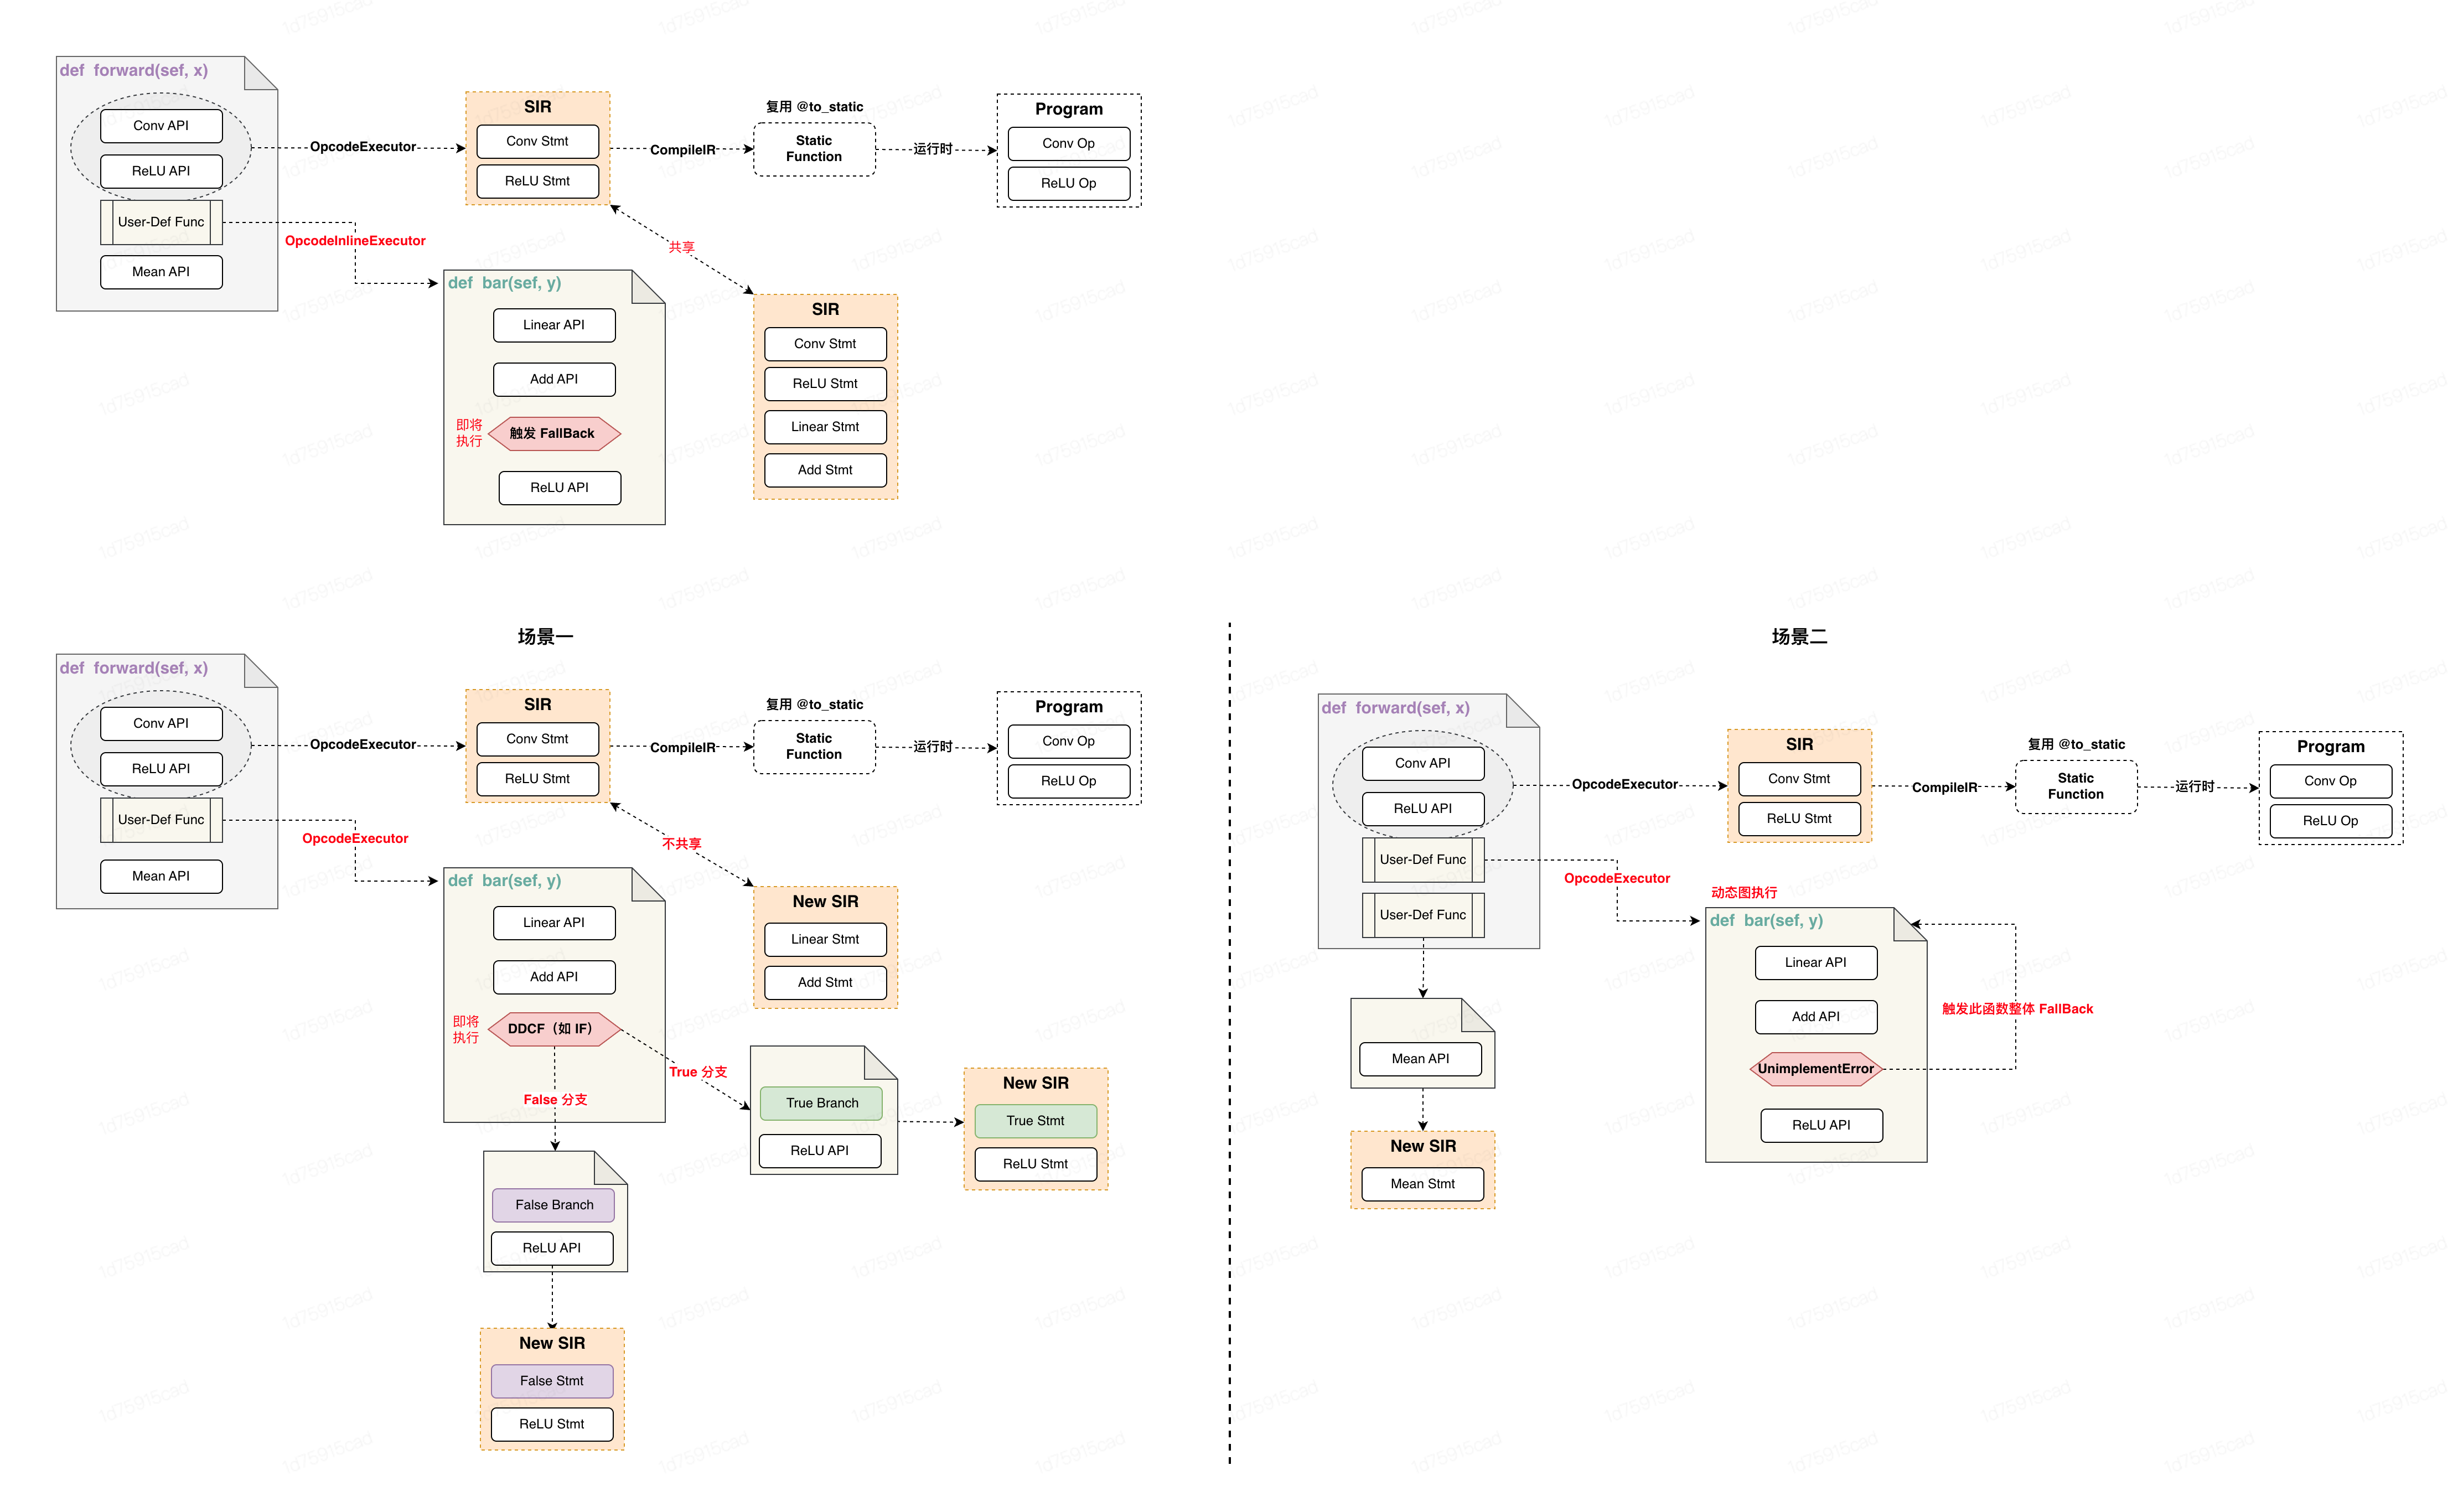 def forward(sef, x)
Conv API
ReLU API
User-Def Func
Mean API
OpcodeExecutor
OpcodeInlineExecutor
SIR
Conv Stmt
ReLU Stmt
CompileIR
复用 @to_static
Static
Function
运行时
Program
Conv Op
ReLU Op
共享
def bar(sef, y)
Linear API
Add API
即将
执行
触发 FallBack
ReLU API
SIR
Conv Stmt
ReLU Stmt
Linear Stmt
Add Stmt
场景一
def forward(sef, x)
Conv API
ReLU API
User-Def Func
Mean API
OpcodeExecutor
OpcodeExecutor
SIR
Conv Stmt
ReLU Stmt
CompileIR
复用 @to_static
Static
Function
运行时
Program
Conv Op
ReLU Op
不共享
def bar(sef, y)
Linear API
Add API
即将
执行
DDCF（如 IF）
New SIR
Linear Stmt
Add Stmt
True 分支
False 分支
True Branch
ReLU API
New SIR
True Stmt
ReLU Stmt
False Branch
ReLU API
New SIR
False Stmt
ReLU Stmt
场景二
def forward(sef, x)
Conv API
ReLU API
User-Def Func
User-Def Func
OpcodeExecutor
OpcodeExecutor
SIR
Conv Stmt
ReLU Stmt
CompileIR
复用 @to_static
Static
Function
运行时
Program
Conv Op
ReLU Op
动态图执行
def bar(sef, y)
Linear API
Add API
UnimplementError
ReLU API
触发此函数整体 FallBack
Mean API
New SIR
Mean Stmt
1d75915cad